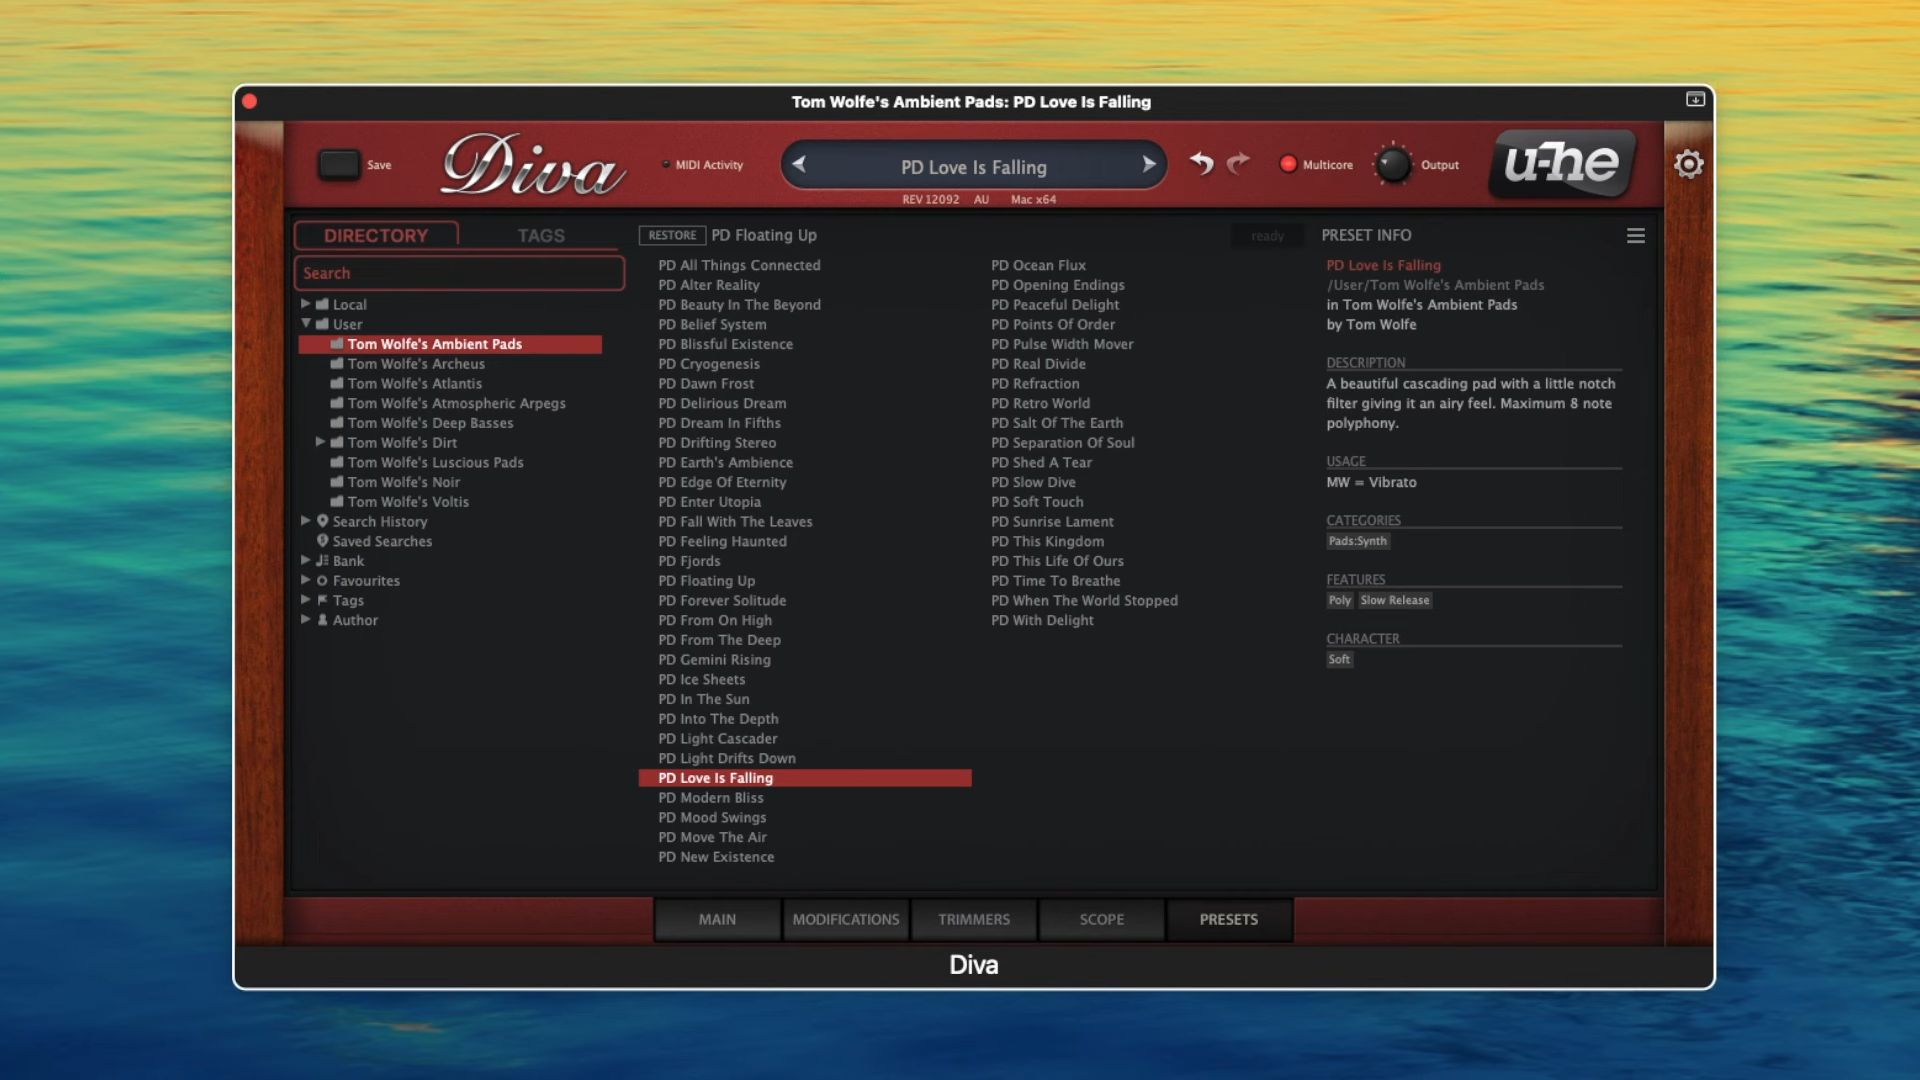 Tom Wolfe's Ambient Pads: PD Love Is Falling
Save
Diva
MIDI Activity
PD Love Is Falling
REV 12092 AU Mac x64
Multicore
Output
u-he
DIRECTORY
TAGS
Search
Local
User
Tom Wolfe's Ambient Pads
Tom Wolfe's Archeus
Tom Wolfe's Atlantis
Tom Wolfe's Atmospheric Arpegs
Tom Wolfe's Deep Basses
Tom Wolfe's Dirt
Tom Wolfe's Luscious Pads
Tom Wolfe's Noir
Tom Wolfe's Voltis
Search History
Saved Searches
Bank
Favourites
Tags
Author
RESTORE PD Floating Up
ready
PD All Things Connected
PD Alter Reality
PD Beauty In The Beyond
PD Belief System
PD Blissful Existence
PD Cryogenesis
PD Dawn Frost
PD Delirious Dream
PD Dream In Fifths
PD Drifting Stereo
PD Earth's Ambience
PD Edge Of Eternity
PD Enter Utopia
PD Fall With The Leaves
PD Feeling Haunted
PD Fjords
PD Floating Up
PD Forever Solitude
PD From On High
PD From The Deep
PD Gemini Rising
PD Ice Sheets
PD In The Sun
PD Into The Depth
PD Light Cascader
PD Light Drifts Down
PD Love Is Falling
PD Modern Bliss
PD Mood Swings
PD Move The Air
PD New Existence
PD Ocean Flux
PD Opening Endings
PD Peaceful Delight
PD Points Of Order
PD Pulse Width Mover
PD Real Divide
PD Refraction
PD Retro World
PD Salt Of The Earth
PD Separation Of Soul
PD Shed A Tear
PD Slow Dive
PD Soft Touch
PD Sunrise Lament
PD This Kingdom
PD This Life Of Ours
PD Time To Breathe
PD When The World Stopped
PD With Delight
PRESET INFO
PD Love Is Falling
/User/Tom Wolfe's Ambient Pads
in Tom Wolfe's Ambient Pads
by Tom Wolfe
DESCRIPTION
A beautiful cascading pad with a little notch
filter giving it an airy feel. Maximum 8 note
polyphony.
USAGE
MW = Vibrato
CATEGORIES
Pads:Synth
FEATURES
Poly Slow Release
CHARACTER
Soft
MAIN
MODIFICATIONS
TRIMMERS
SCOPE
PRESETS
Diva